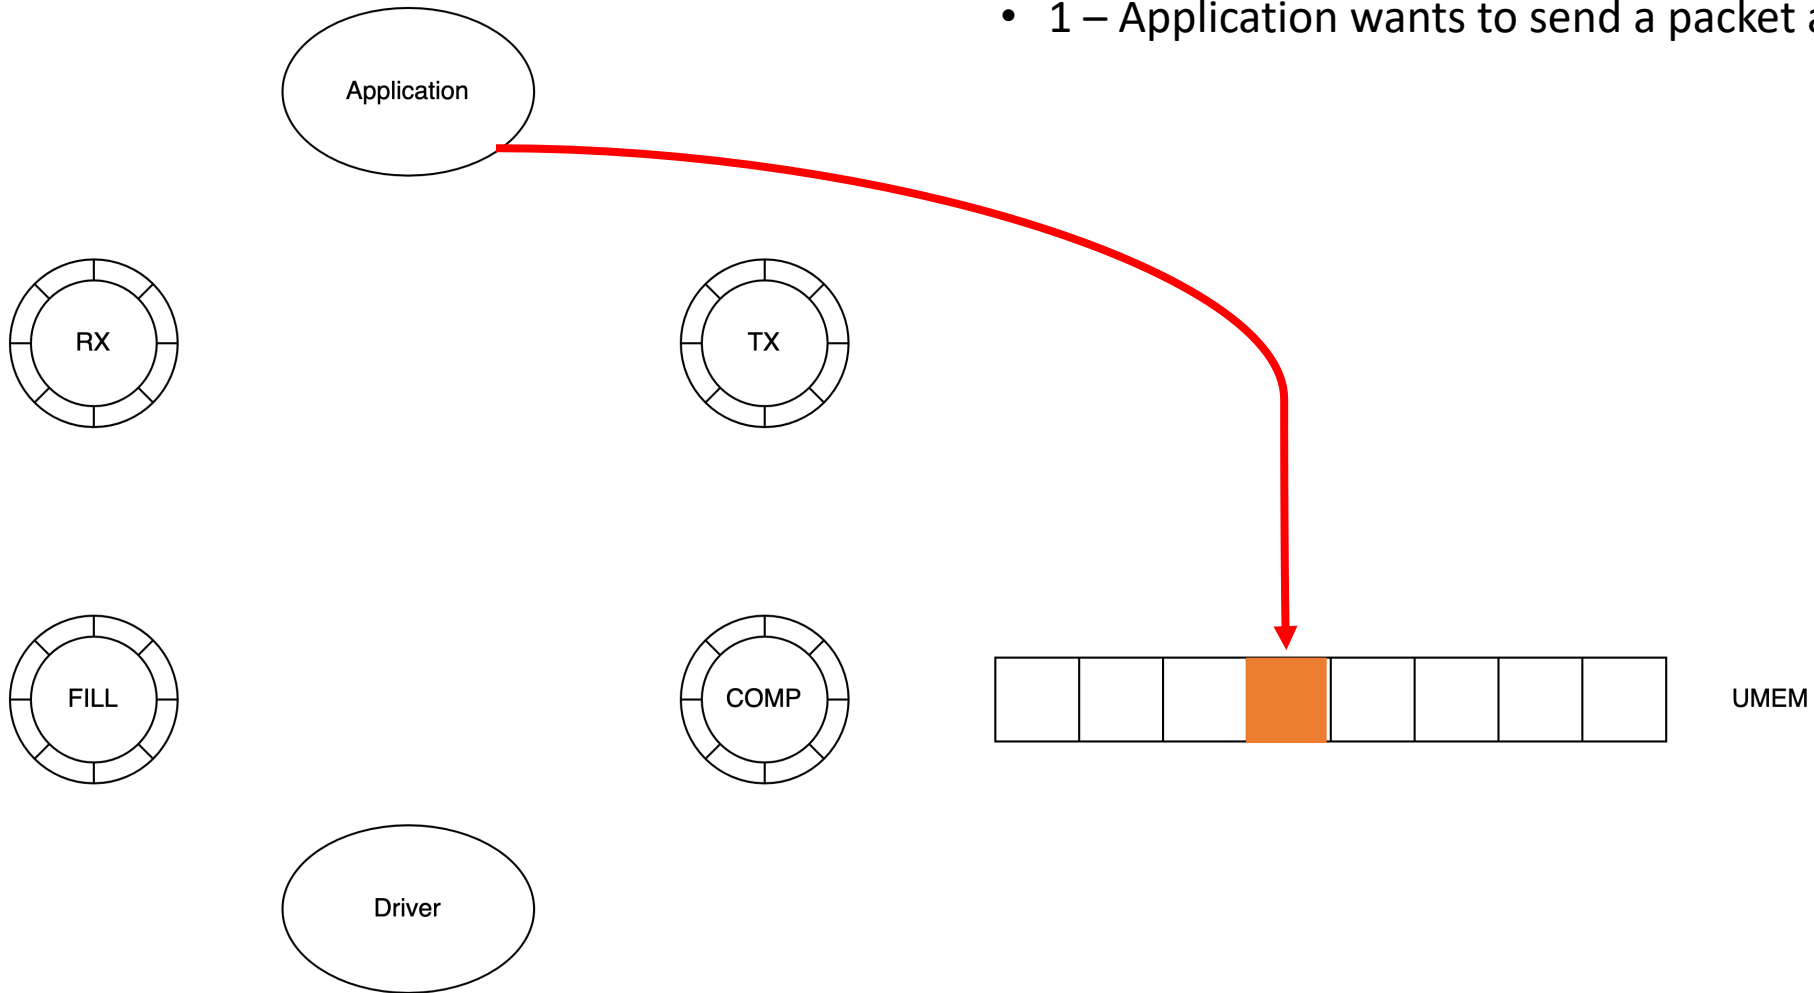 • 1 – Application wants to send a packet
Application
RX
TX
FILL
COMP
UMEM
Driver